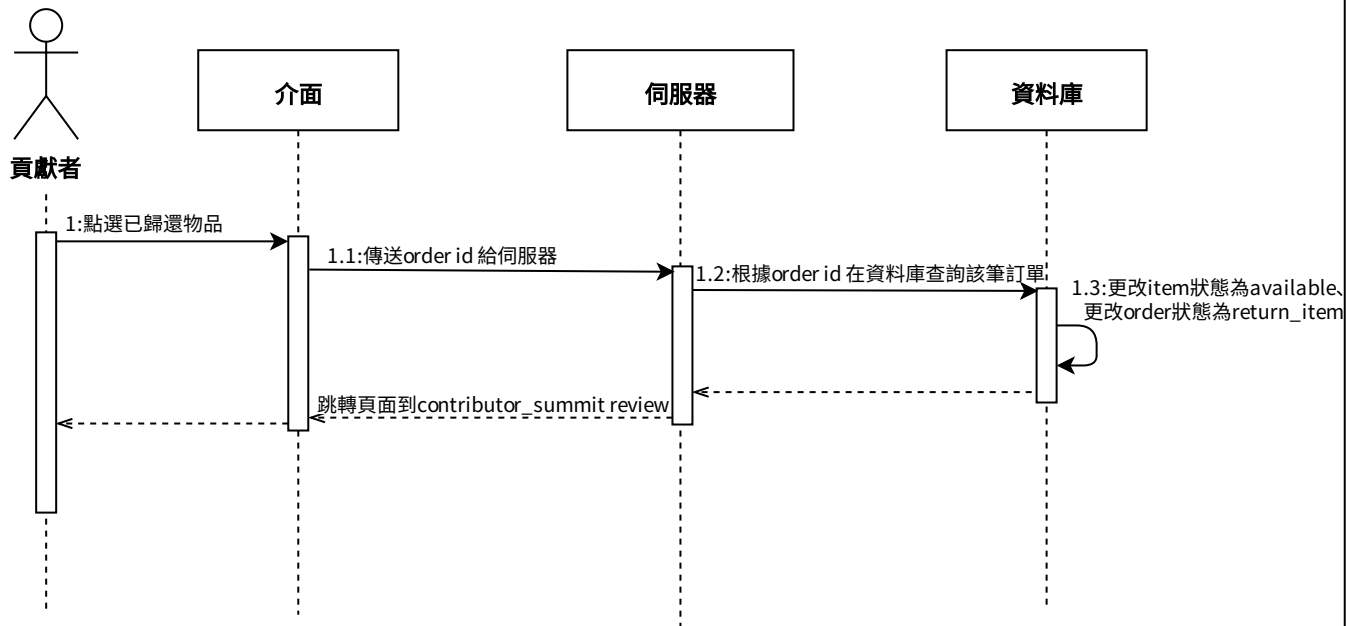 介面
伺服器
資料庫
貢獻者
1:點選已歸還物品
1.1:傳送order id 給伺服器
1.2:根據order id 在資料庫查詢該筆訂單
1.3:更改item狀態為available、
更改order狀態為return_item
跳轉頁面到contributor_summit review